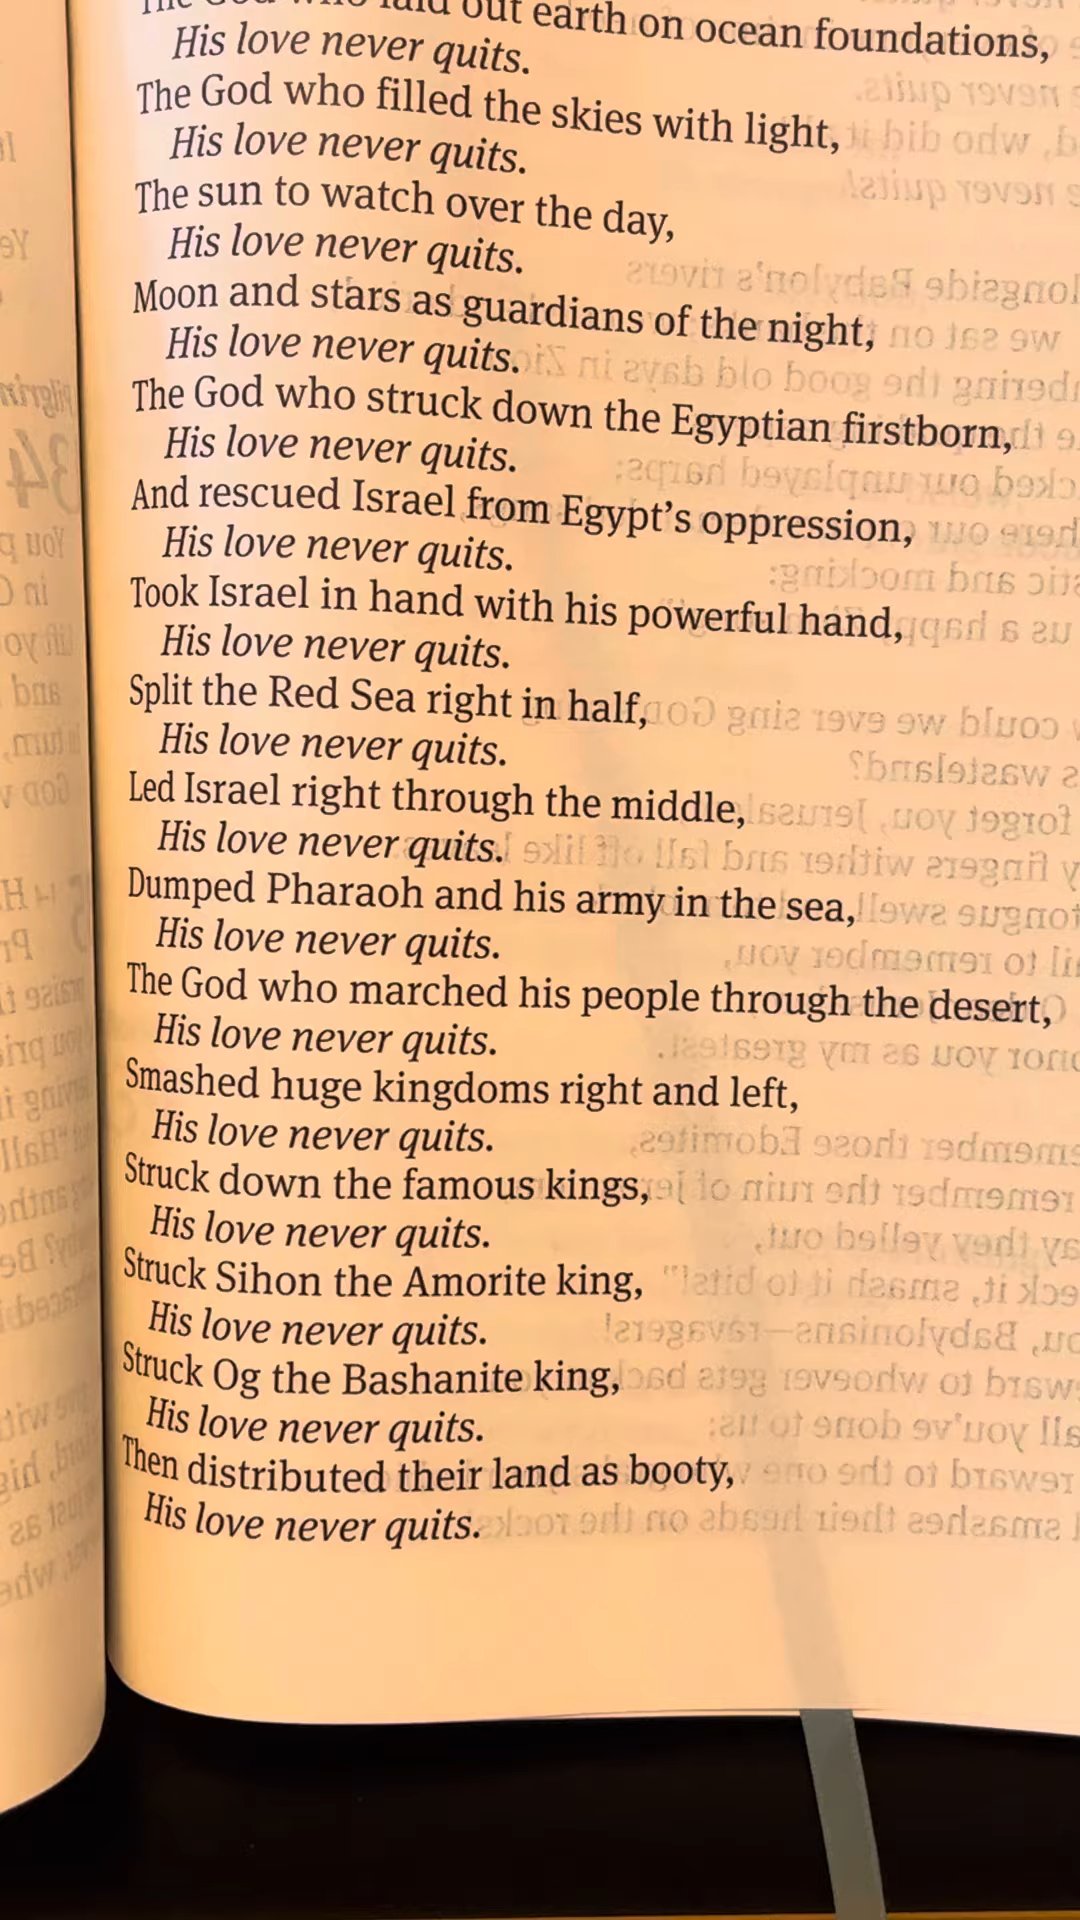 The God who laid out earth on ocean foundations,
His love never quits.
The God who filled the skies with light,
His love never quits.
The sun to watch over the day,
His love never quits.
Moon and stars as guardians of the night,
His love never quits.
The God who struck down the Egyptian firstborn,
His love never quits.
And rescued Israel from Egypt’s oppression,
His love never quits.
Took Israel in hand with his powerful hand,
His love never quits.
Split the Red Sea right in half,
His love never quits.
Led Israel right through the middle,
His love never quits.
Dumped Pharaoh and his army in the sea,
His love never quits.
The God who marched his people through the desert,
His love never quits.
Smashed huge kingdoms right and left,
His love never quits.
Struck down the famous kings,
His love never quits.
Struck Sihon the Amorite king,
His love never quits.
Struck Og the Bashanite king,
His love never quits.
Then distributed their land as booty,
His love never quits.